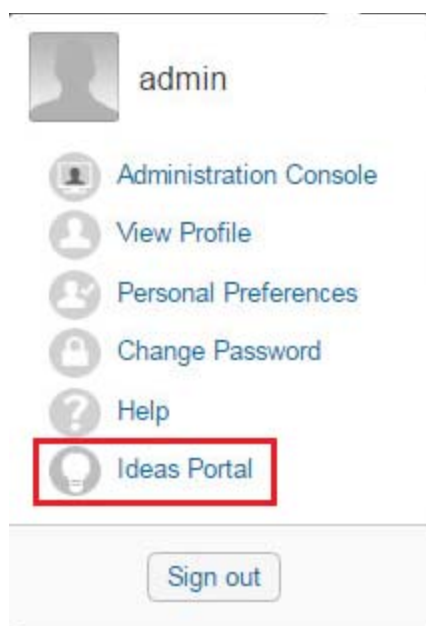 admin
Administration Console
View Profile
Personal Preferences
Change Password
Help
Ideas Portal
Sign out